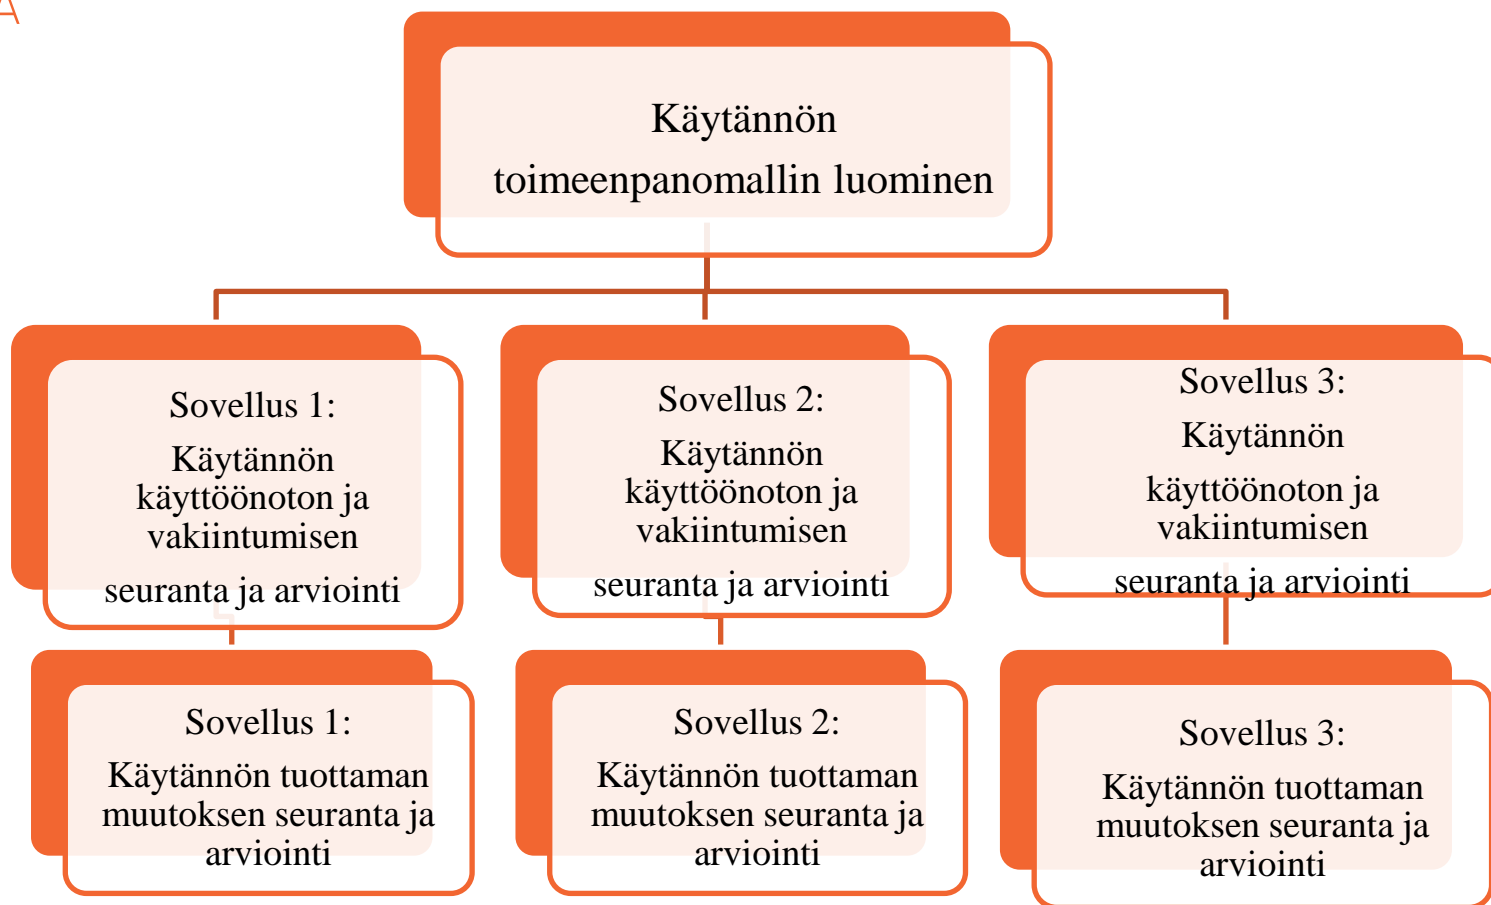 Käytännön
toimeenpanomallin luominen
Sovellus 1:
Käytännön
käyttöönoton ja
vakiintumisen
seuranta ja arviointi
Sovellus 2:
Käytännön
käyttöönoton ja
vakiintumisen
seuranta ja arviointi
Sovellus 3:
Käytännön
käyttöönoton ja
vakiintumisen
seuranta ja arviointi
Sovellus 1:
Käytännön tuottaman
muutoksen seuranta ja
arviointi
Sovellus 2:
Käytännön tuottaman
muutoksen seuranta ja
arviointi
Sovellus 3:
Käytännön tuottaman
muutoksen seuranta ja
arviointi